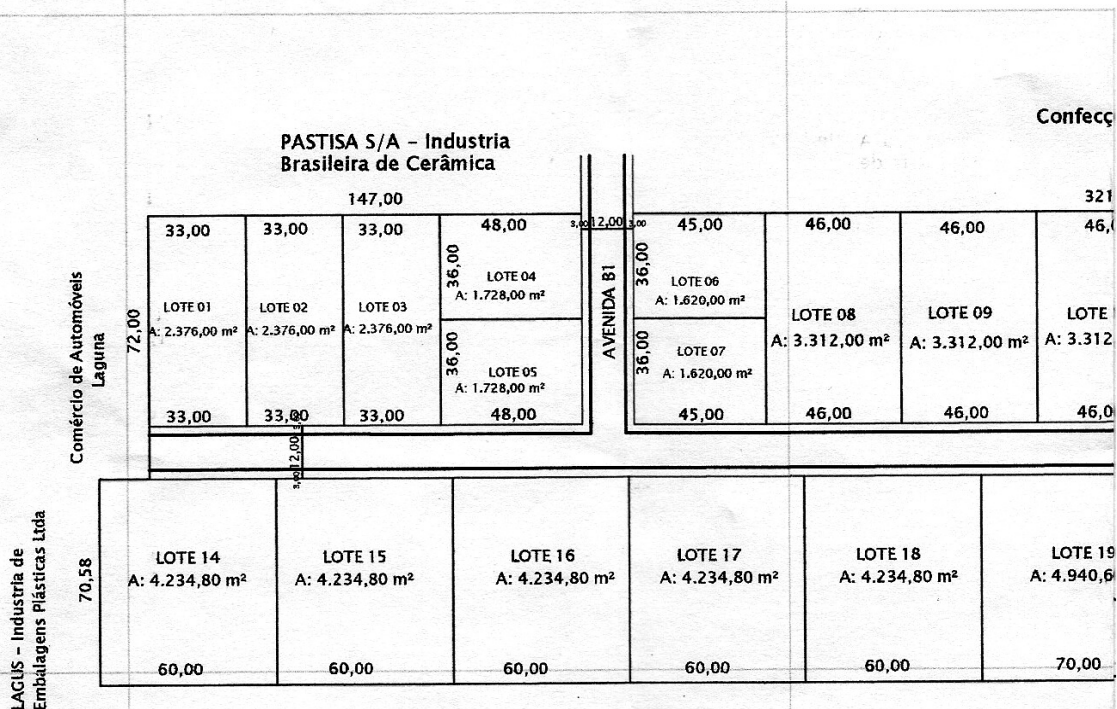 Confecç
PASTISA S/A – Industria
Brasileira de Cerâmica
147,00
321
33,00
33,00
33,00
48,00
3,00
12,00
3,00
45,00
46,00
46,00
46,0
36,00
LOTE 04
A: 1.728,00 m²
36,00
LOTE 06
A: 1.620,00 m²
Comércio de Automóveis
Laguna
72,00
LOTE 01
A: 2.376,00 m²
LOTE 02
A: 2.376,00 m²
LOTE 03
A: 2.376,00 m²
AVENIDA B1
LOTE 08
A: 3.312,00 m²
LOTE 09
A: 3.312,00 m²
LOTE
A: 3.312
36,00
LOTE 05
A: 1.728,00 m²
36,00
LOTE 07
A: 1.620,00 m²
33,00
33,00
33,00
48,00
45,00
46,00
46,00
46,0
12,00
3,00
LAGUS – Industria de
Embalagens Plásticas Ltda
70,58
LOTE 14
A: 4.234,80 m²
LOTE 15
A: 4.234,80 m²
LOTE 16
A: 4.234,80 m²
LOTE 17
A: 4.234,80 m²
LOTE 18
A: 4.234,80 m²
LOTE 19
A: 4.940,6
60,00
60,00
60,00
60,00
60,00
70,00